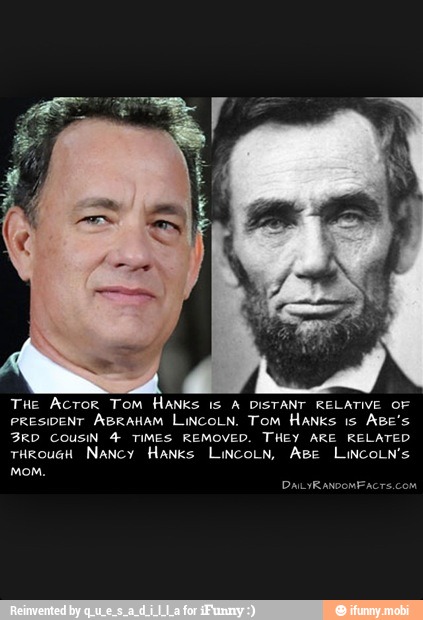 The Actor Tom Hanks is a distant relative of
president Abraham Lincoln. Tom Hanks is Abe's
3rd cousin 4 times removed. They are related
through Nancy Hanks Lincoln, Abe Lincoln's
mom.
DailyRandomFacts.com
Reinvented by q_u_e_s_a_d_i_l_l_a for iFunny :)
ifunny.mobi